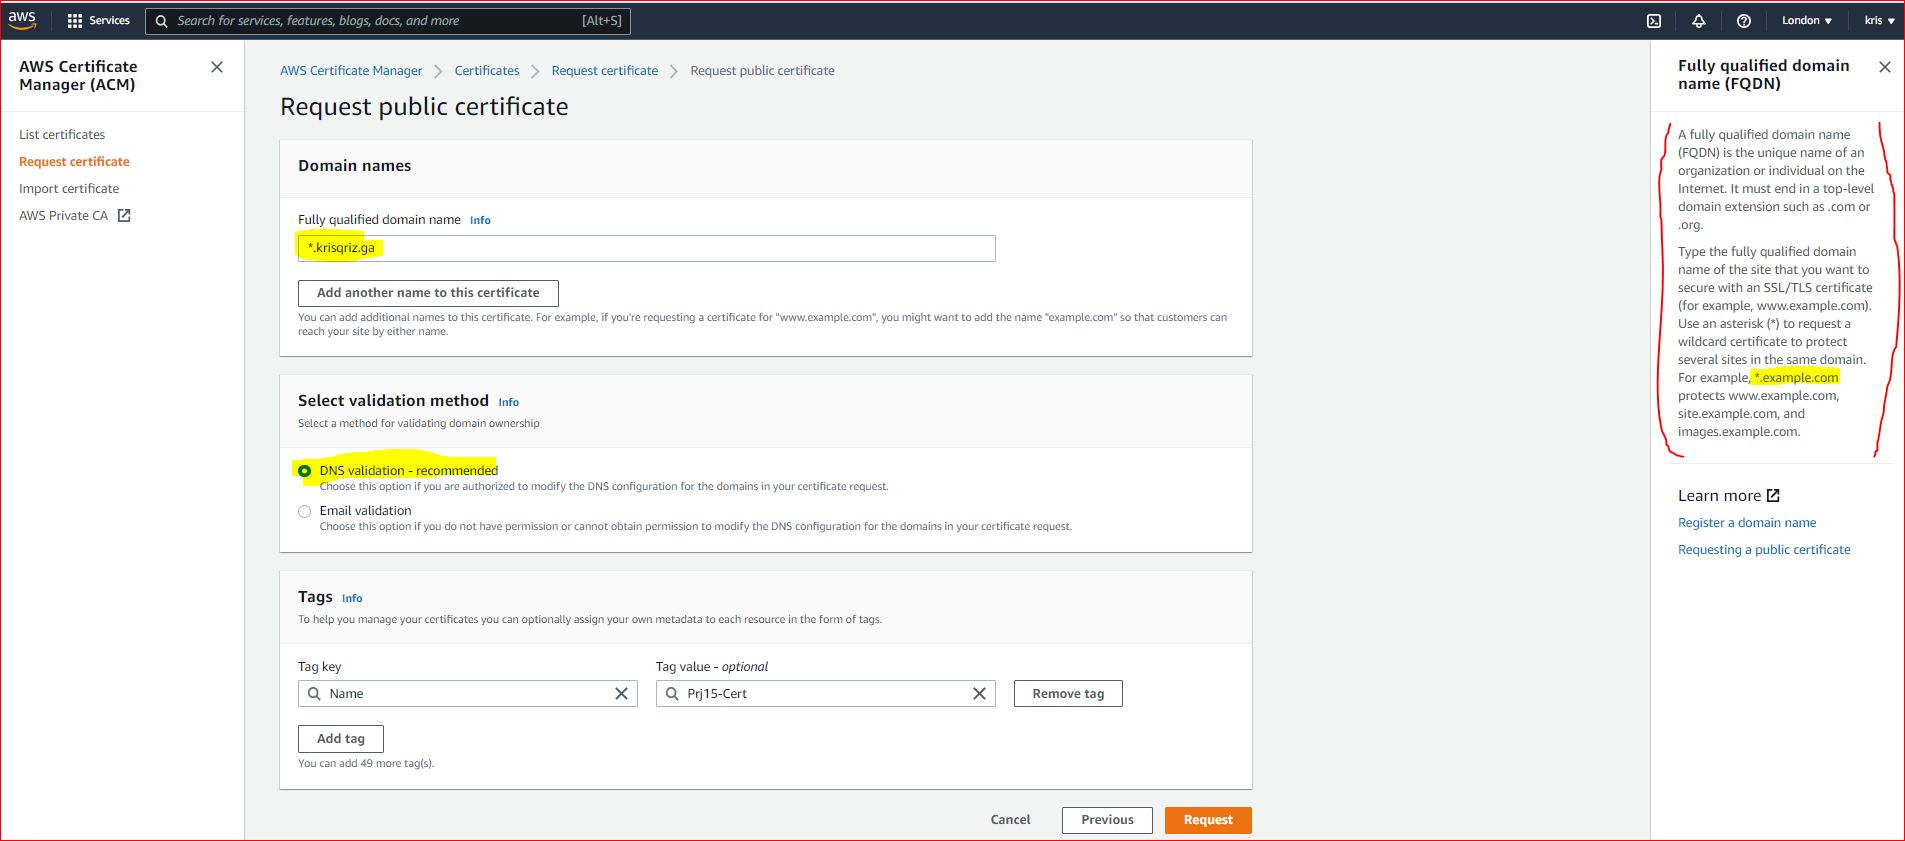 aws
Services
Search for services, features, blogs, docs, and more
[Alt+S]
London
kris
AWS Certificate
Manager (ACM)
List certificates
Request certificate
Import certificate
AWS Private CA
AWS Certificate Manager
Certificates
Request certificate
Request public certificate
Request public certificate
Domain names
Fully qualified domain name Info
*.krisqriz.ga
Add another name to this certificate
You can add additional names to this certificate. For example, if you're requesting a certificate for "www.example.com", you might want to add the name "example.com" so that customers can
reach your site by either name.
Select validation method Info
Select a method for validating domain ownership
DNS validation - recommended
Choose this option if you are authorized to modify the DNS configuration for the domains in your certificate request.
Email validation
Choose this option if you do not have permission or cannot obtain permission to modify the DNS configuration for the domains in your certificate request.
Tags Info
To help you manage your certificates you can optionally assign your own metadata to each resource in the form of tags.
Tag key
Tag value - optional
Name
Prj15-Cert
Remove tag
Add tag
You can add 49 more tag(s).
Cancel
Previous
Request
Fully qualified domain
name (FQDN)
A fully qualified domain name
(FQDN) is the unique name of an
organization or individual on the
Internet. It must end in a top-level
domain extension such as .com or
.org.
Type the fully qualified domain
name of the site that you want to
secure with an SSL/TLS certificate
(for example, www.example.com).
Use an asterisk (*) to request a
wildcard certificate to protect
several sites in the same domain.
For example, *.example.com
protects www.example.com,
site.example.com, and
images.example.com.
Learn more
Register a domain name
Requesting a public certificate